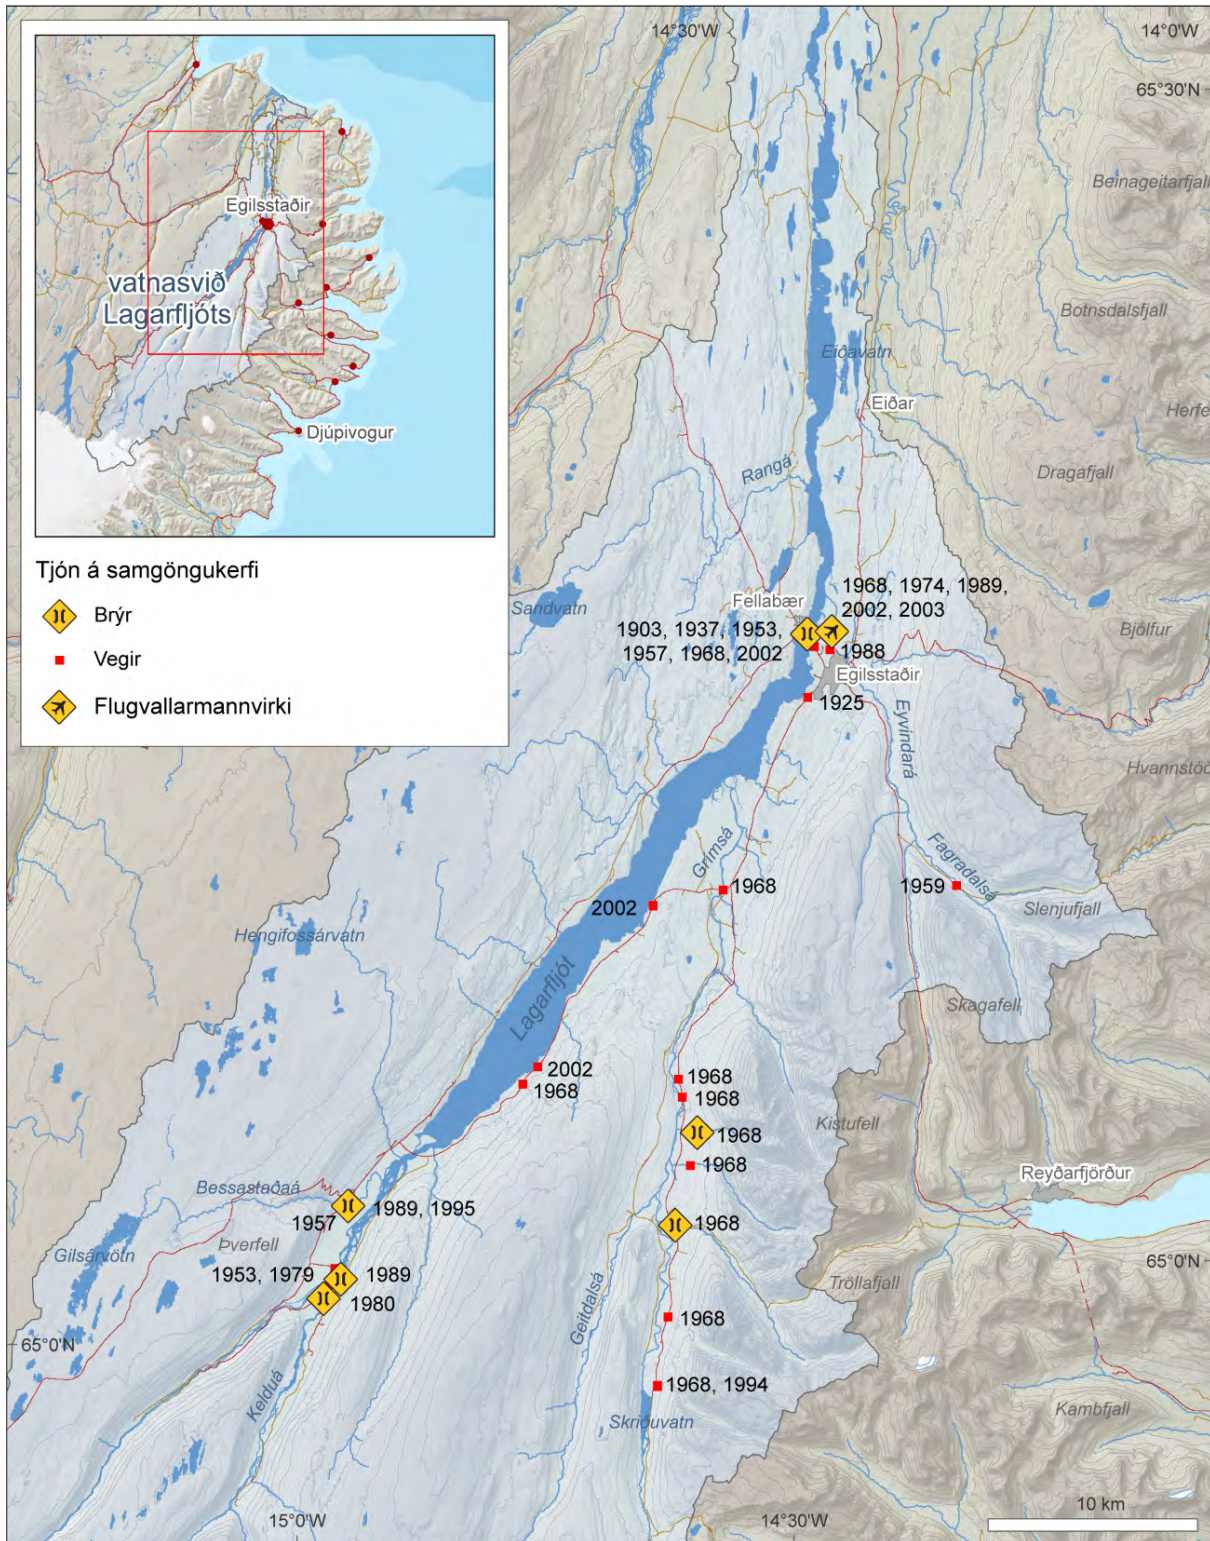 14°30'W
14°0'W
65°30'N
Egilsstaðir
vatnasvið
Lagarfljóts
Djúpivogur
Tjón á samgöngukerfi
Brýr
Vegir
Flugvallarmannvirki
Beinageitarfjall
Botnsdalsfjall
Eiðavatn
Eiðar
Herfe
Rangá
Dragafjall
Sandvatn
Fellabær
1968, 1974, 1989,
2002, 2003
1903, 1937, 1953,
1957, 1968, 2002
1988
Bjólfur
Egilsstaðir
1925
Eyvindará
Hvannstóð
Grímsá
Fagradalsá
1968
1959
2002
Slenjufjall
Hengifossárvatn
Lagarfljót
Skagafell
2002
1968
1968
1968
Kistufell
1968
1968
Reyðarfjörður
Bessastaðaá
1989, 1995
1957
1968
Þverfell
Gilsárvötn
65°0'N
1953, 1979
1989
1980
Tröllafjall
Geitdalsá
1968
65°0'N
Kelduá
1968, 1994
Skriðuvatn
Kambfjall
15°0'W
14°30'W
10 km